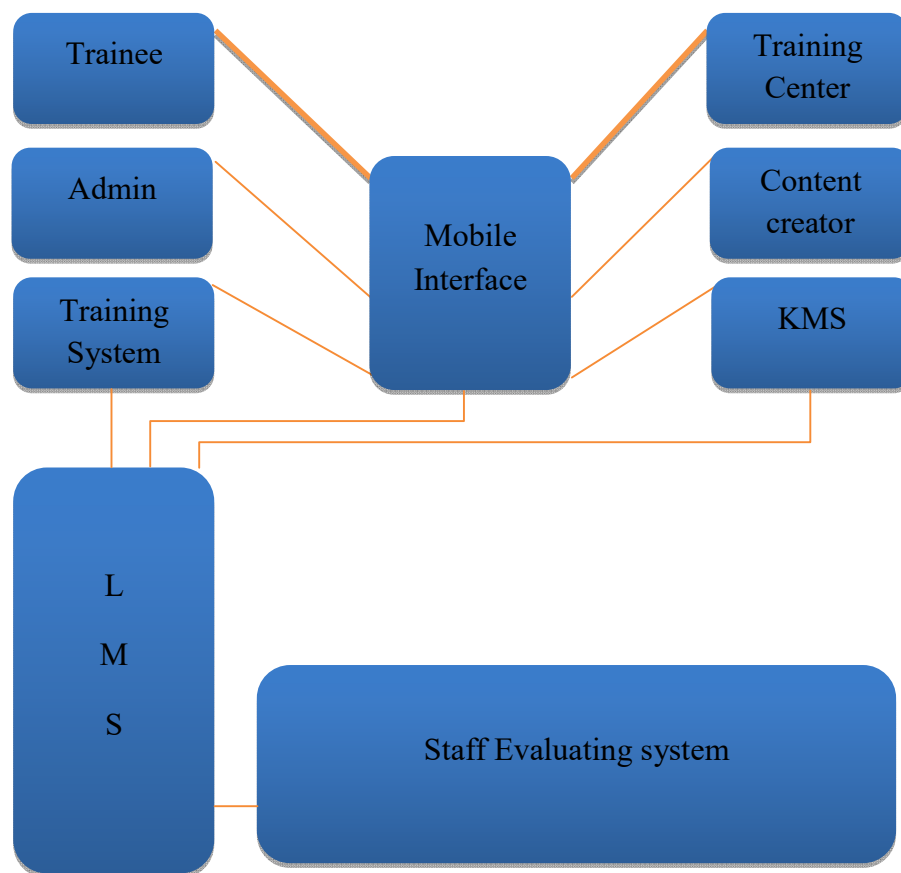 Trainee
Training
Center
Admin
Mobile
Interface
Content
creator
Training
System
KMS
L
M
S
Staff Evaluating system